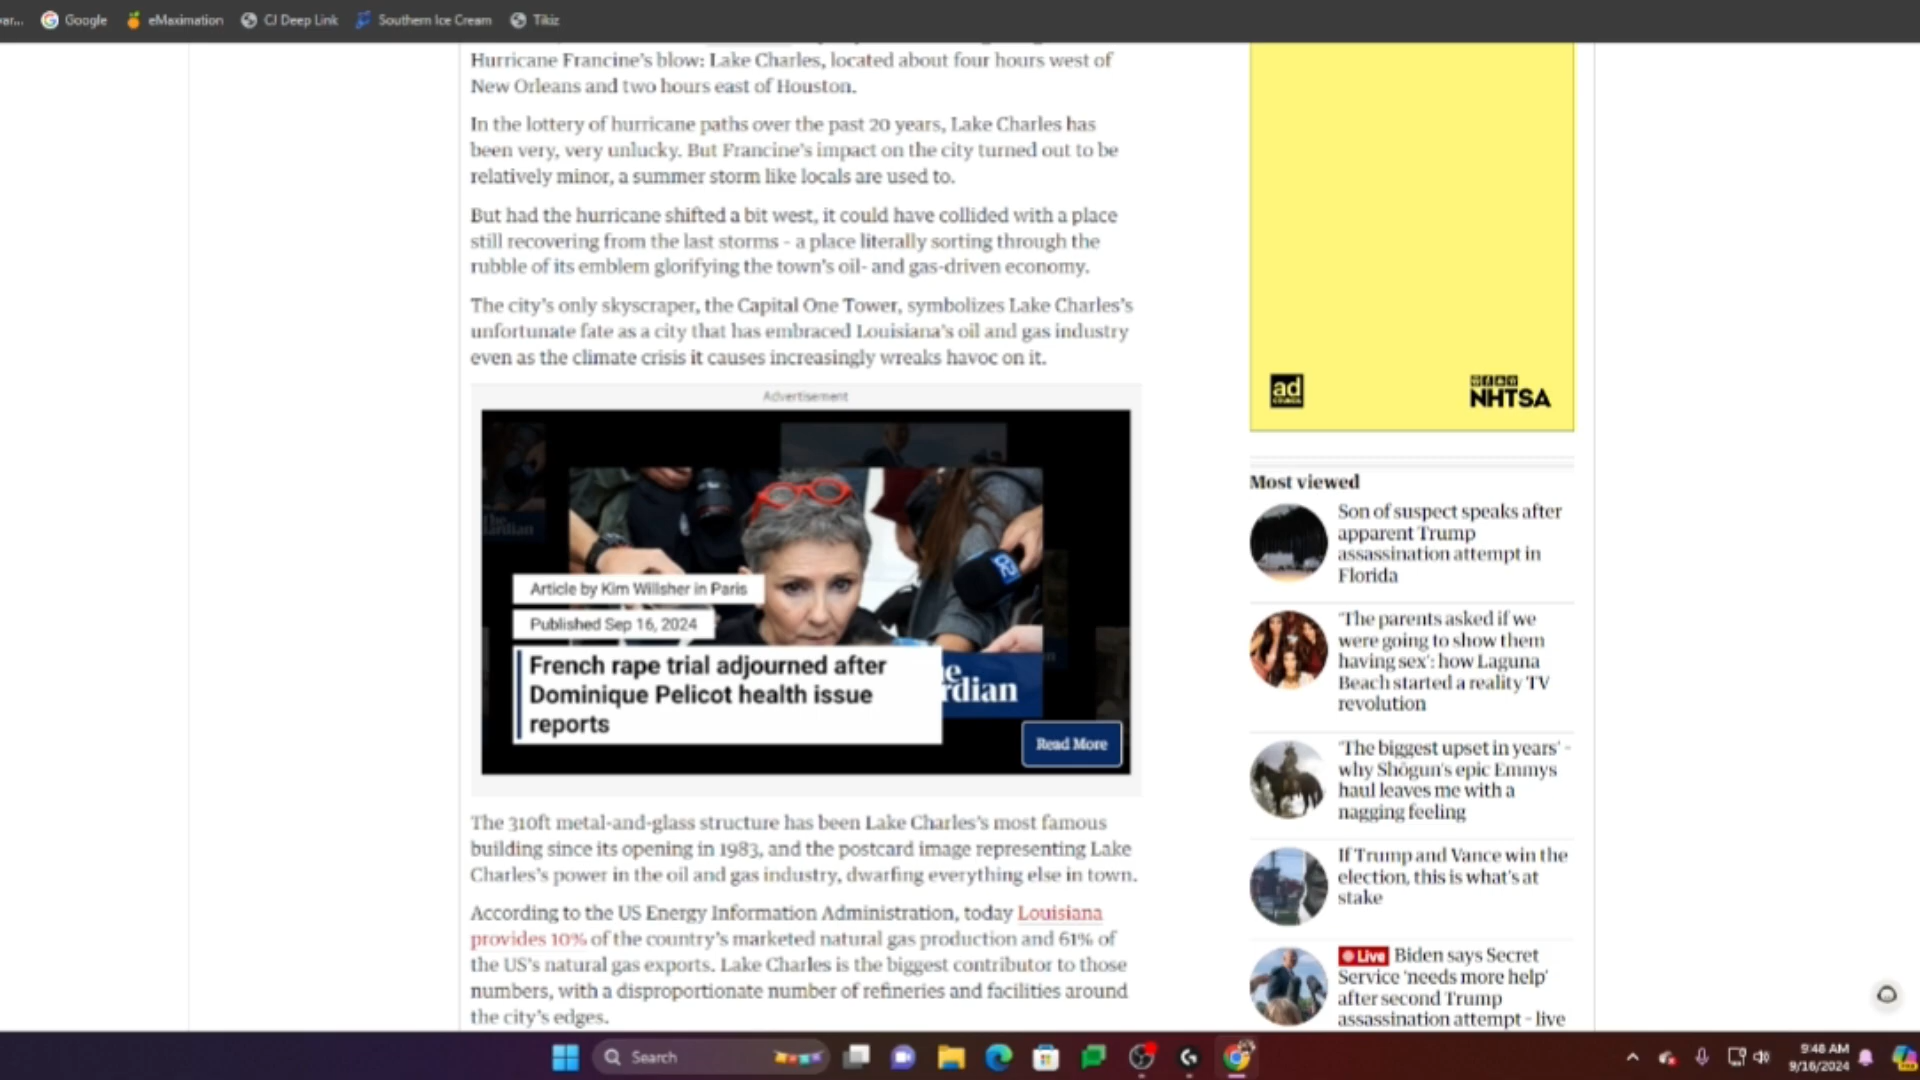 Google
eMaximation
CJ Deep Link
Southern Ice Cream
Tikiz
Hurricane Francine's blow: Lake Charles, located about four hours west of
New Orleans and two hours east of Houston.
In the lottery of hurricane paths over the past 20 years, Lake Charles has
been very, very unlucky. But Francine's impact on the city turned out to be
relatively minor, a summer storm like locals are used to.
But had the hurricane shifted a bit west, it could have collided with a place
still recovering from the last storms – a place literally sorting through the
rubble of its emblem glorifying the town's oil- and gas-driven economy.
The city's only skyscraper, the Capital One Tower, symbolizes Lake Charles's
unfortunate fate as a city that has embraced Louisiana's oil and gas industry
even as the climate crisis it causes increasingly wreaks havoc on it.
Advertisement
Article by Kim Willsher in Paris
Published Sep 16, 2024
French rape trial adjourned after
Dominique Pelicot health issue
reports
rdian
Read More
The 310ft metal-and-glass structure has been Lake Charles's most famous
building since its opening in 1983, and the postcard image representing Lake
Charles's power in the oil and gas industry, dwarfing everything else in town.
According to the US Energy Information Administration, today Louisiana
provides 10% of the country's marketed natural gas production and 61% of
the US's natural gas exports. Lake Charles is the biggest contributor to those
numbers, with a disproportionate number of refineries and facilities around
the city's edges.
ad
COUNCIL
NHTSA
Most viewed
Son of suspect speaks after
apparent Trump
assassination attempt in
Florida
'The parents asked if we
were going to show them
having sex': how Laguna
Beach started a reality TV
revolution
'The biggest upset in years' –
why Shōgun's epic Emmys
haul leaves me with a
nagging feeling
If Trump and Vance win the
election, this is what's at
stake
Live Biden says Secret
Service 'needs more help'
after second Trump
assassination attempt – live
Search
9:48 AM
9/16/2024